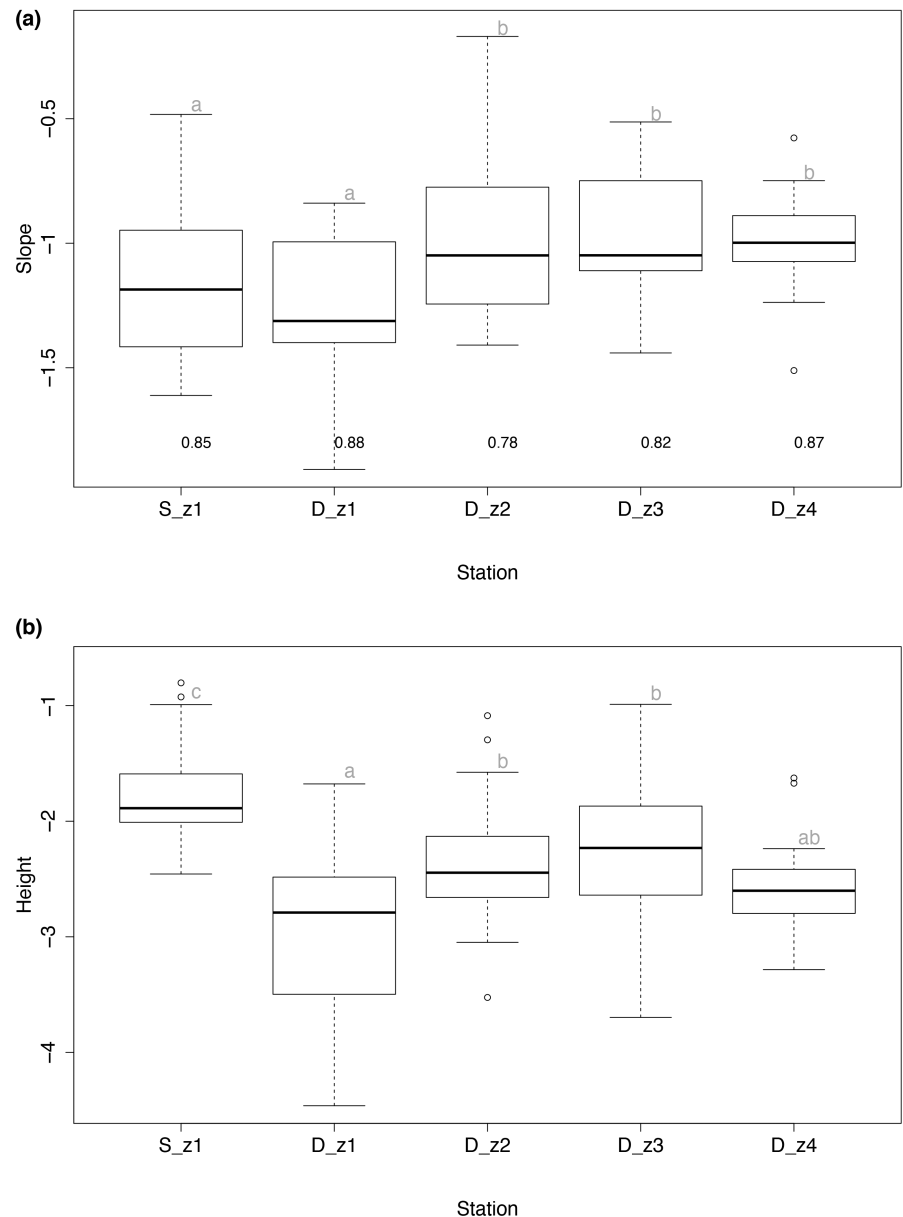 (a)
b
a
b
a
b
−0.5
−1
−1.5
Slope
0.85 0.88 0.78 0.82 0.87
S_z1 D_z1 D_z2 D_z3 D_z4
Station
(b)
c
b
a
b
ab
−1
−2
−3
−4
Height
S_z1 D_z1 D_z2 D_z3 D_z4
Station